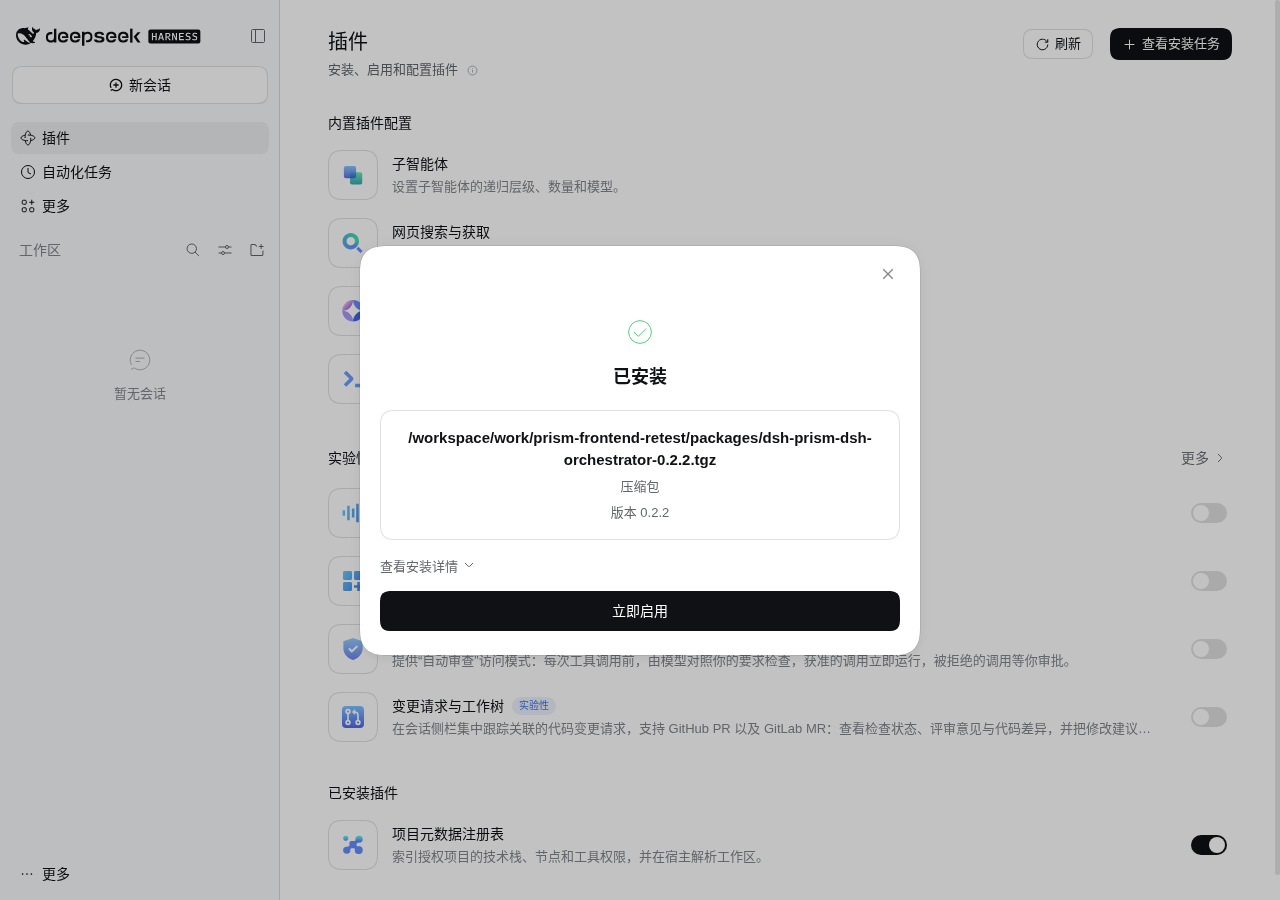 deepseek HARNESS
新会话
插件
自动化任务
更多
工作区
暂无会话
更多
插件
安装、启用和配置插件
刷新
查看安装任务
内置插件配置
子智能体
设置子智能体的递归层级、数量和模型。
网页搜索与获取
已安装
/workspace/work/prism-frontend-retest/packages/dsh-prism-dsh-
orchestrator-0.2.2.tgz
压缩包
版本 0.2.2
查看安装详情
立即启用
更多
提供“自动审查”访问模式：每次工具调用前，由模型对照你的要求检查，获准的调用立即运行，被拒绝的调用等你审批。
变更请求与工作树 实验性
在会话侧栏集中跟踪关联的代码变更请求，支持 GitHub PR 以及 GitLab MR：查看检查状态、评审意见与代码差异，并把修改建议…
已安装插件
项目元数据注册表
索引授权项目的技术栈、节点和工具权限，并在宿主解析工作区。